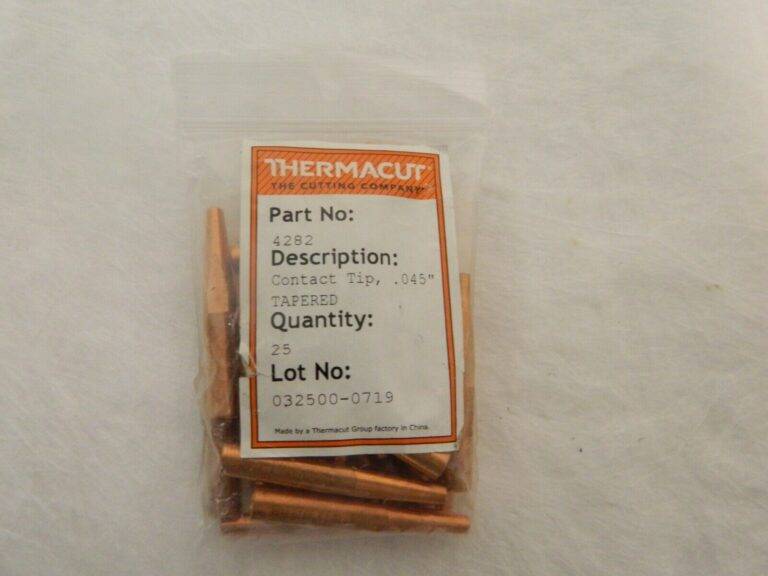 THERMACUT
THE CUTTING COMPANY
Part No:
4282
Description:
Contact Tip, .045"
TAPERED
Quantity:
25
Lot No:
032500-0719
Made by a Thermacut Group factory in China.